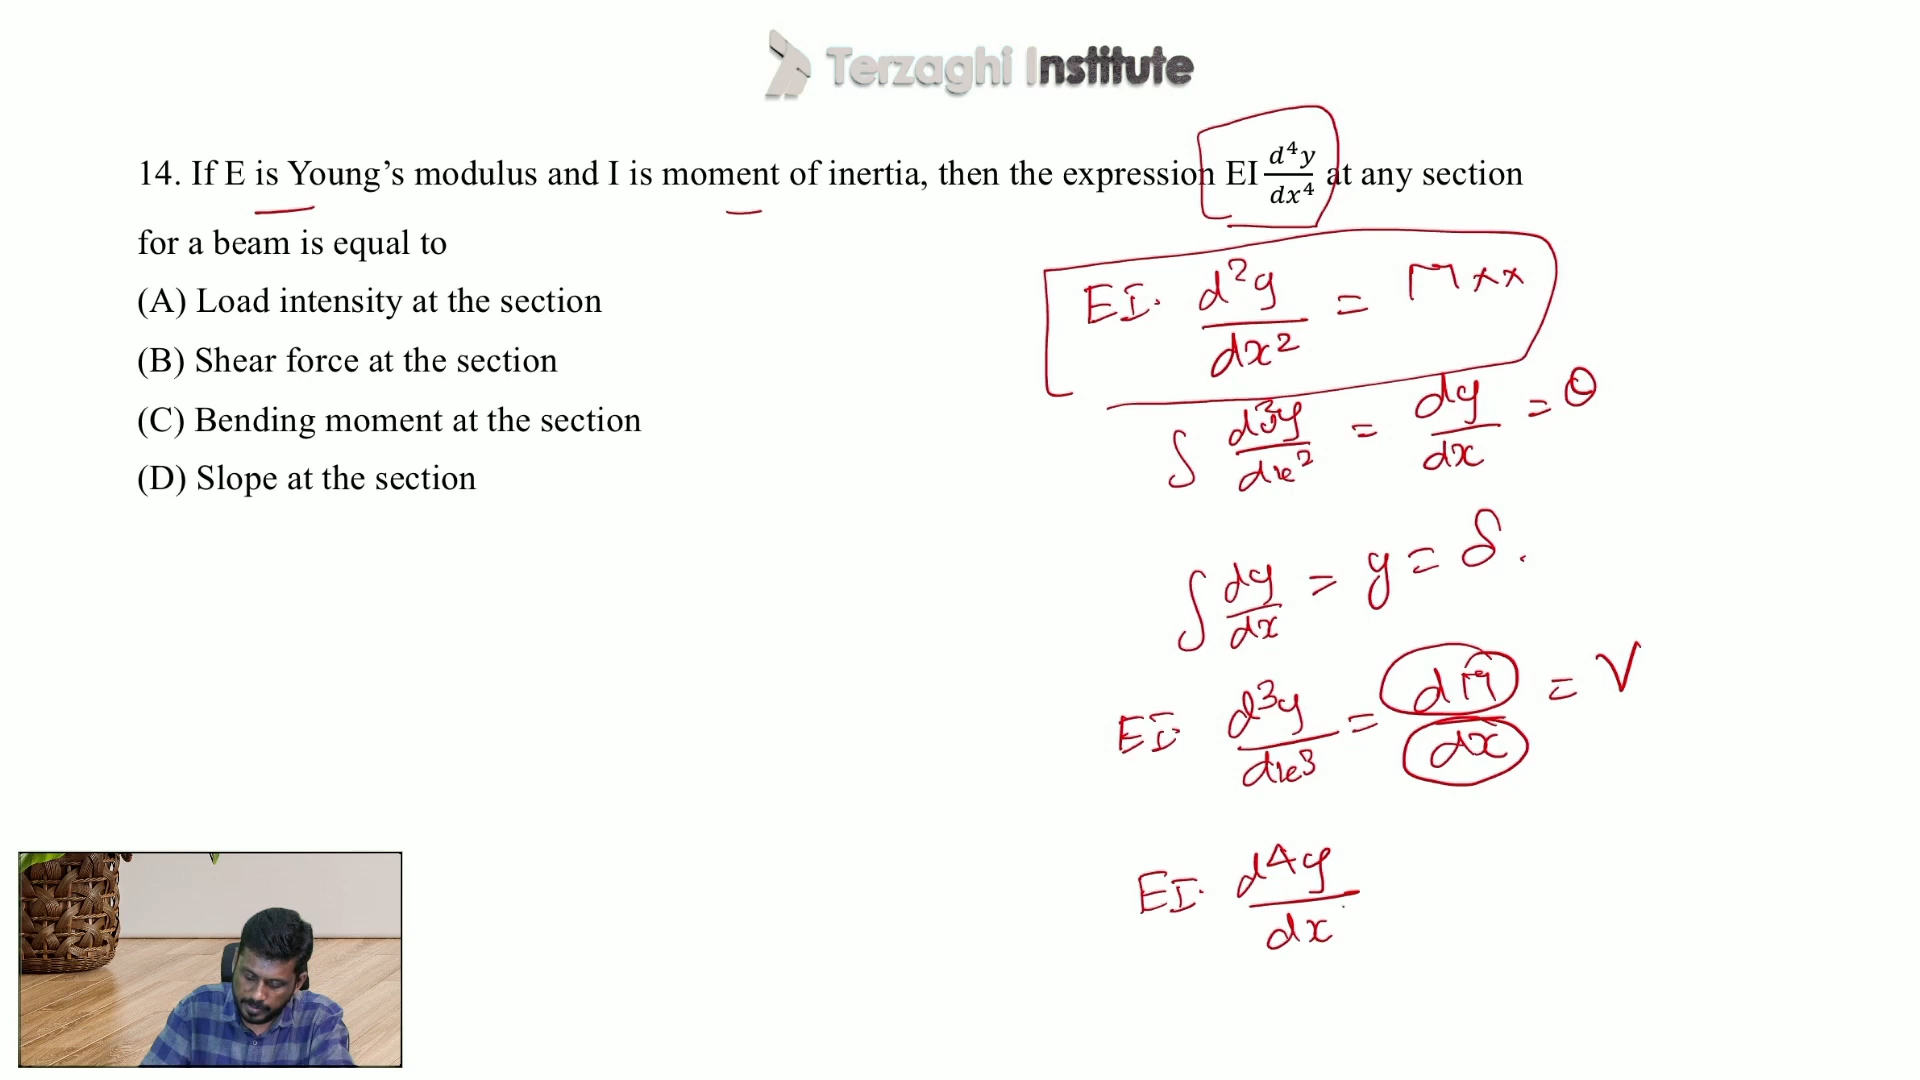 Terzaghi Institute
14. If E is Young’s modulus and I is moment of inertia, then the expression EI d⁴y/dx⁴ at any section
for a beam is equal to
(A) Load intensity at the section
(B) Shear force at the section
(C) Bending moment at the section
(D) Slope at the section
EI. d²y/dx² = Mxx
∫ d²y/dx² = dy/dx = θ
∫ dy/dx = y = δ.
EI d³y/dx³ = dM/dx = V
EI. d⁴y/dx